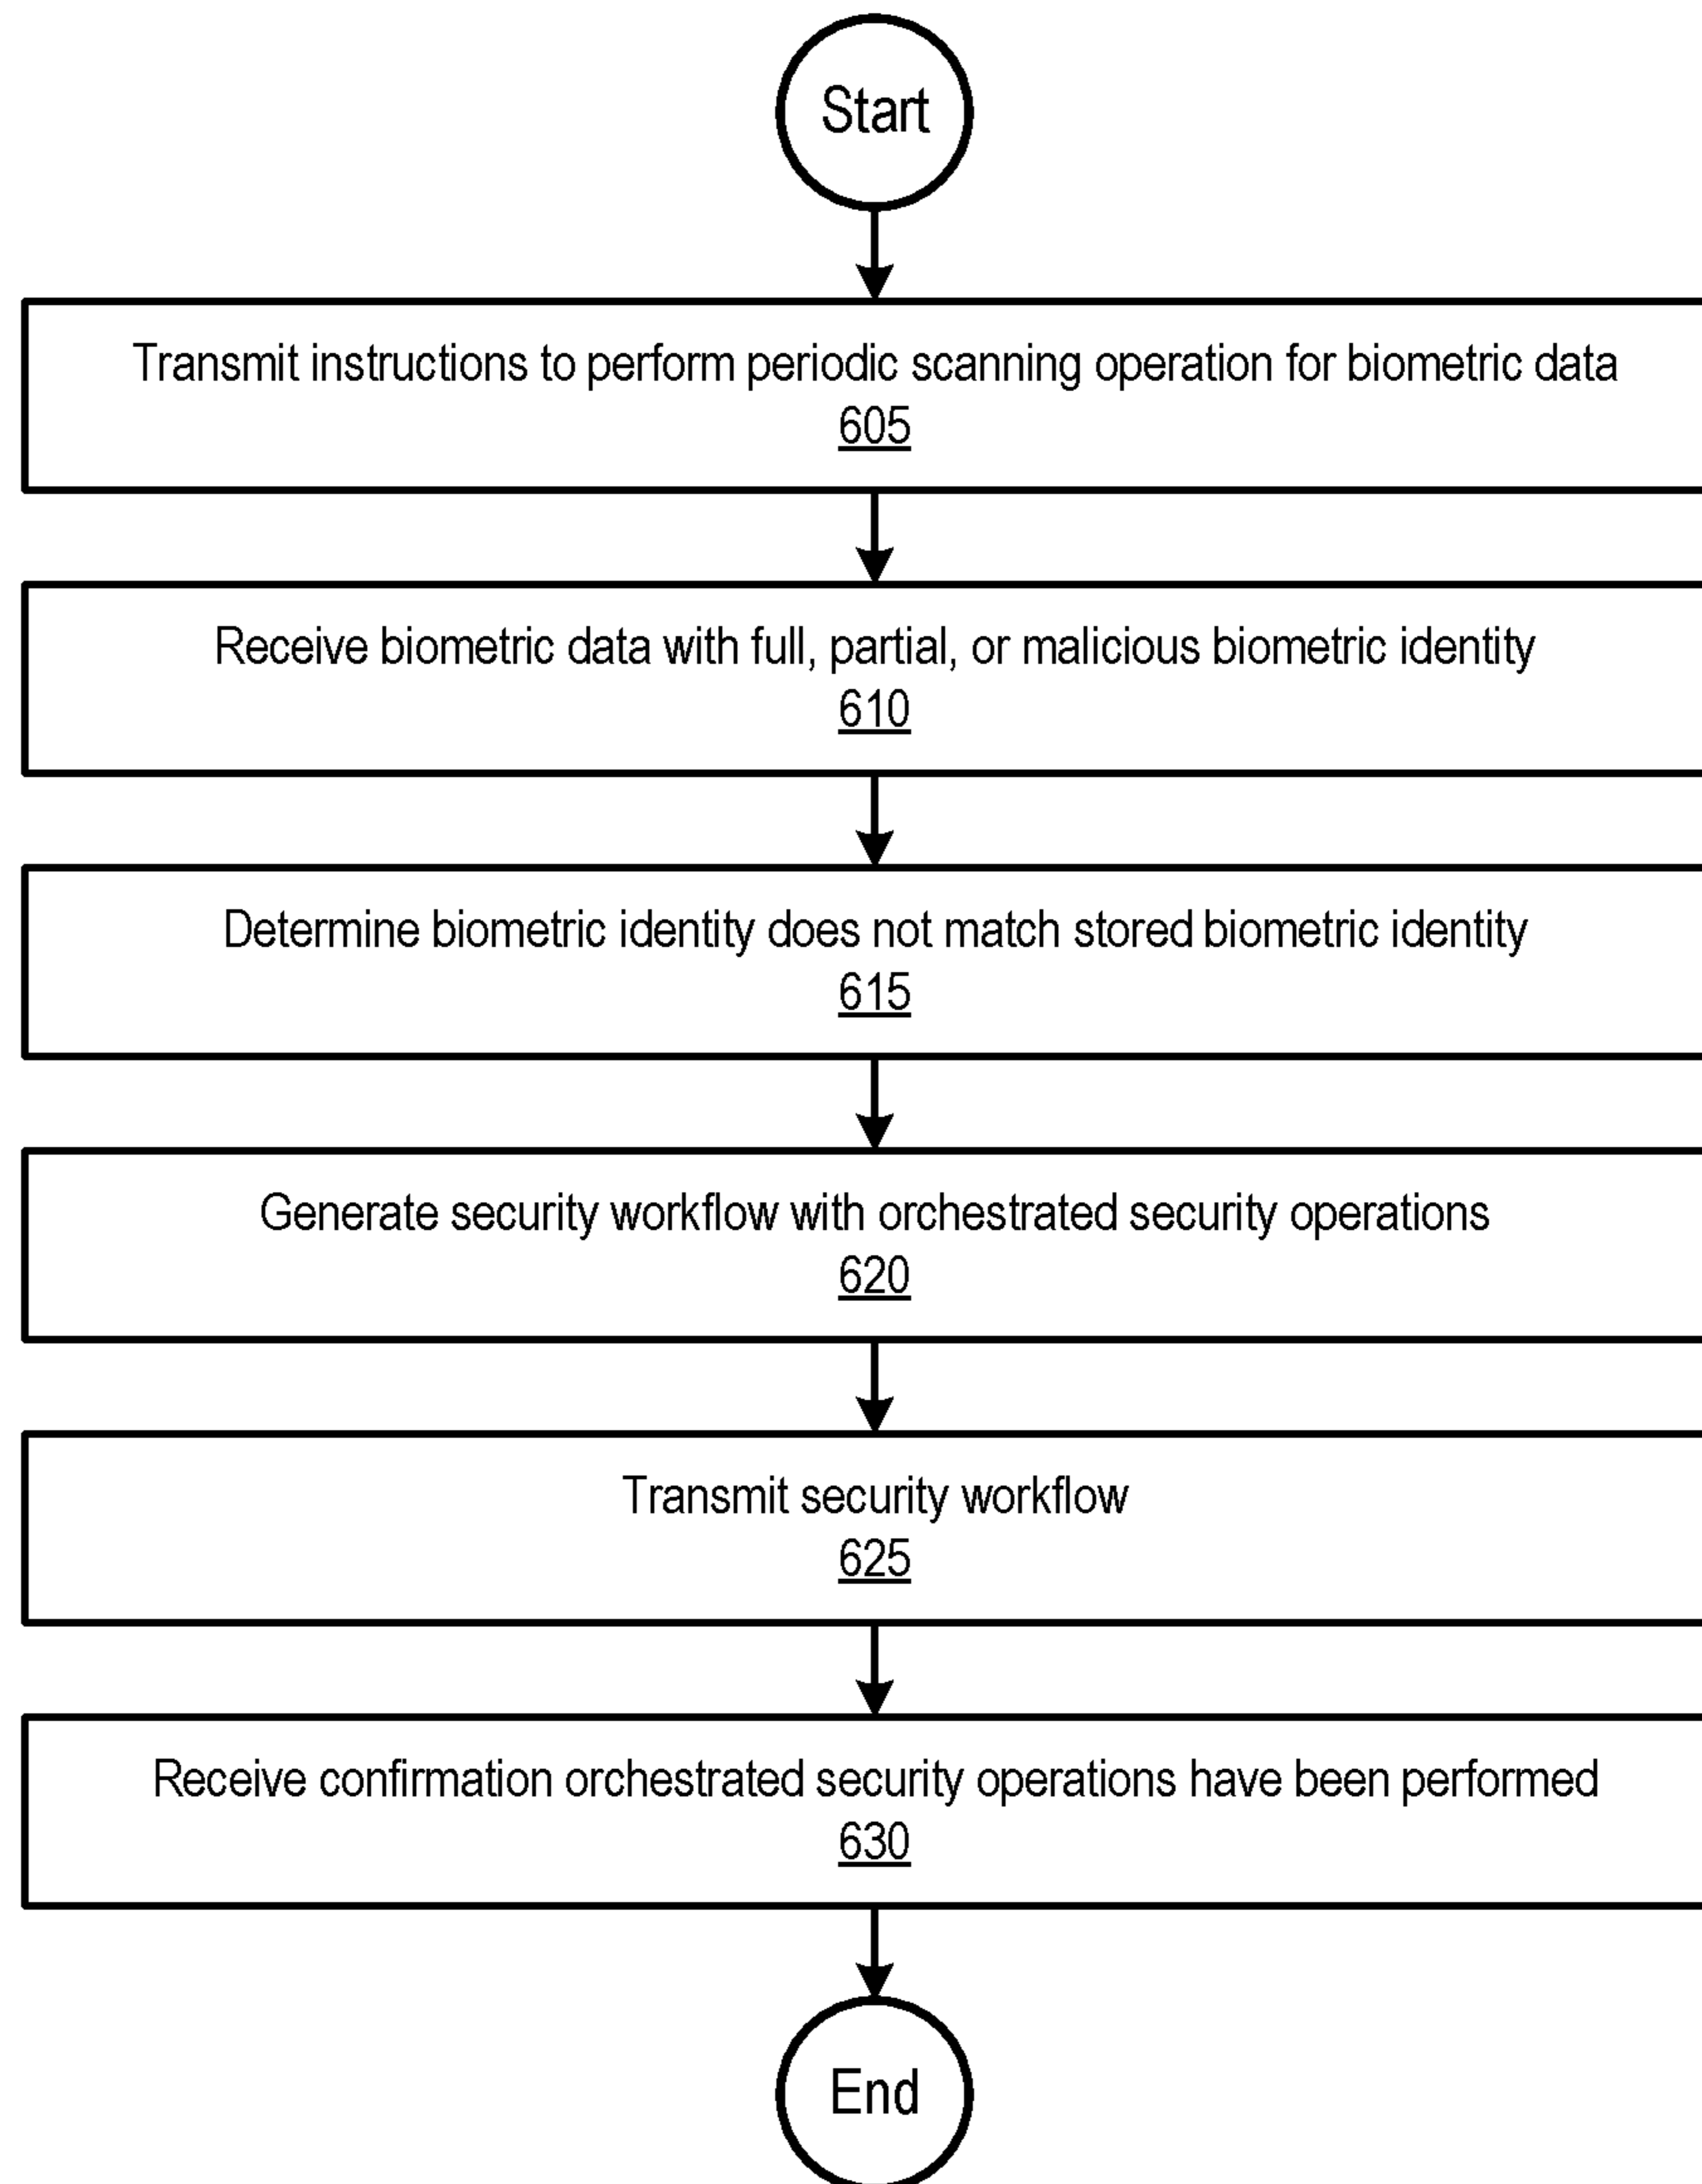 Start
Transmit instructions to perform periodic scanning operation for biometric data
605
Receive biometric data with full, partial, or malicious biometric identity
610
Determine biometric identity does not match stored biometric identity
615
Generate security workflow with orchestrated security operations
620
Transmit security workflow
625
Receive confirmation orchestrated security operations have been performed
630
End